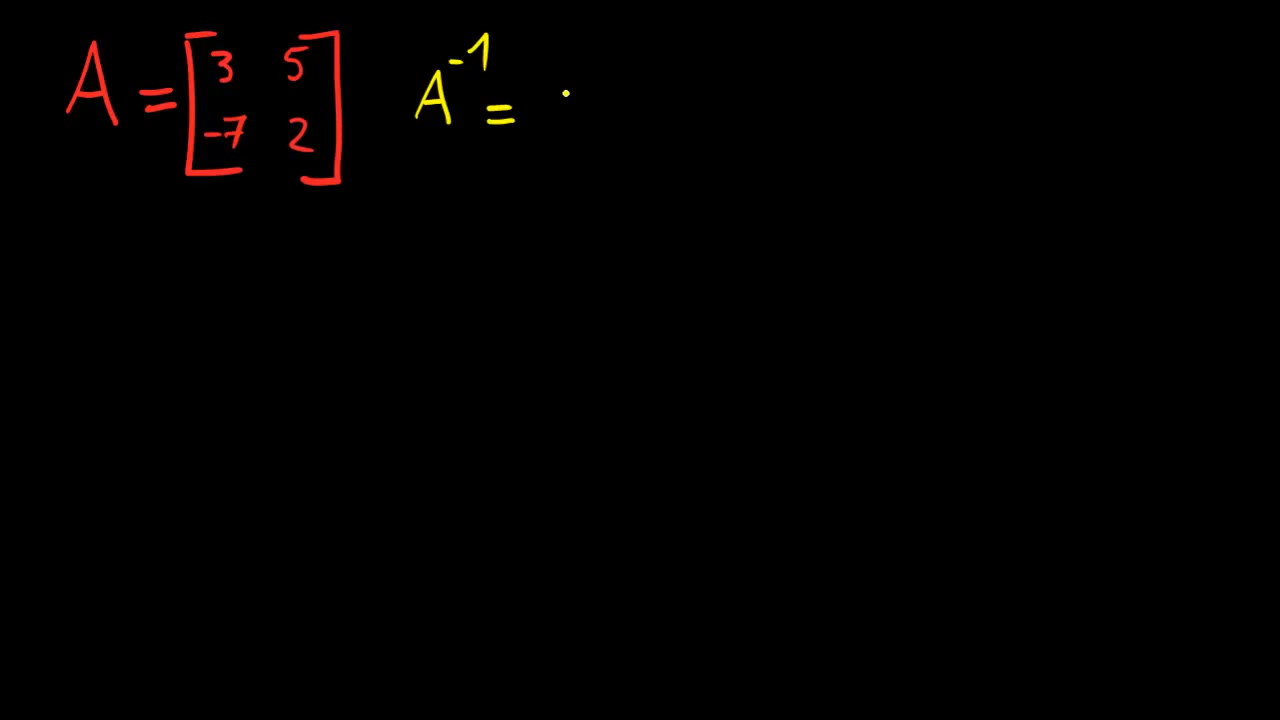 A = [3 5 A⁻¹ =
-7 2]